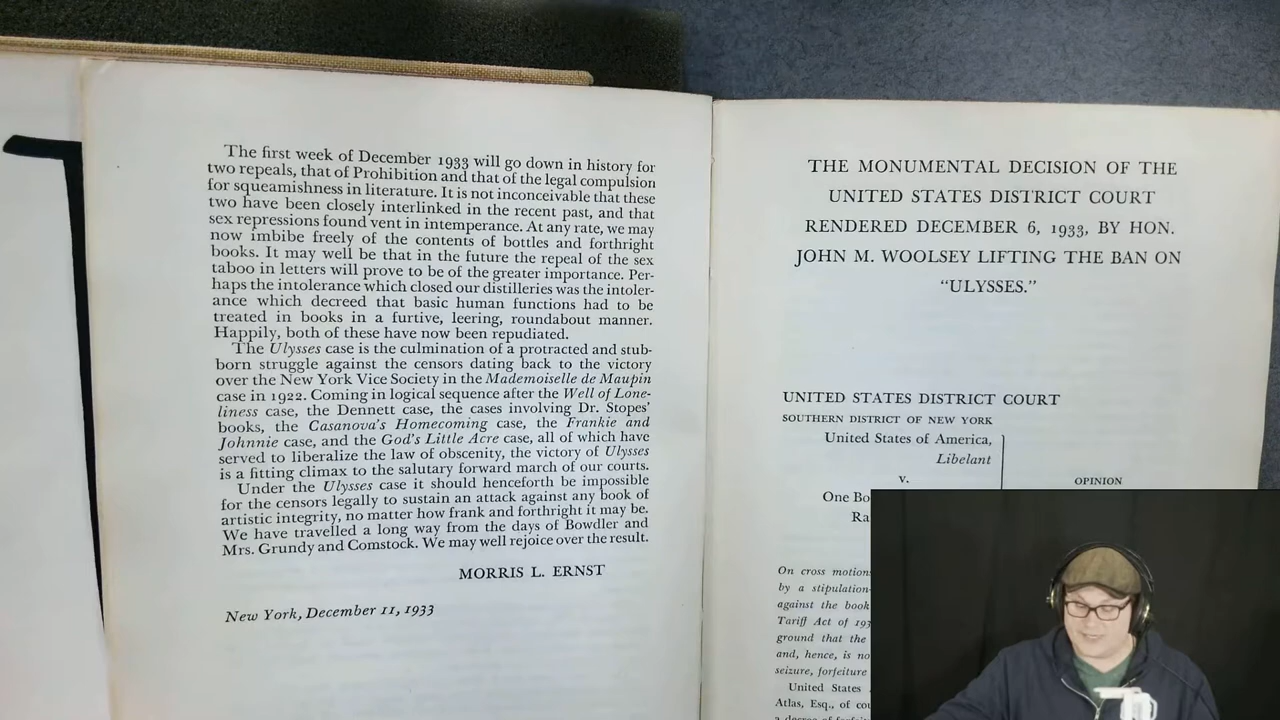 The first week of December 1933 will go down in history for
two repeals, that of Prohibition and that of the legal compulsion
for squeamishness in literature. It is not inconceivable that these
two have been closely interlinked in the recent past, and that
sex repressions found vent in intemperance. At any rate, we may
now imbibe freely of the contents of bottles and forthright
books. It may well be that in the future the repeal of the sex
taboo in letters will prove to be of the greater importance. Per-
haps the intolerance which closed our distilleries was the intoler-
ance which decreed that basic human functions had to be
treated in books in a furtive, leering, roundabout manner.
Happily, both of these have now been repudiated.
The Ulysses case is the culmination of a protracted and stub-
born struggle against the censors dating back to the victory
over the New York Vice Society in the Mademoiselle de Maupin
case in 1922. Coming in logical sequence after the Well of Lone-
liness case, the Dennett case, the cases involving Dr. Stopes'
books, the Casanova's Homecoming case, the Frankie and
Johnnie case, and the God's Little Acre case, all of which have
served to liberalize the law of obscenity, the victory of Ulysses
is a fitting climax to the salutary forward march of our courts.
Under the Ulysses case it should henceforth be impossible
for the censors legally to sustain an attack against any book of
artistic integrity, no matter how frank and forthright it may be.
We have travelled a long way from the days of Bowdler and
Mrs. Grundy and Comstock. We may well rejoice over the result.
MORRIS L. ERNST
New York, December 11, 1933
THE MONUMENTAL DECISION OF THE
UNITED STATES DISTRICT COURT
RENDERED DECEMBER 6, 1933, BY HON.
JOHN M. WOOLSEY LIFTING THE BAN ON
"ULYSSES."
UNITED STATES DISTRICT COURT
SOUTHERN DISTRICT OF NEW YORK
United States of America,
Libelant
v.
OPINION
One Bo
Ra
On cross motion
by a stipulation
against the book
Tariff Act of 193
ground that the
and, hence, is no
seizure, forfeiture
United States
Atlas, Esq., of cou